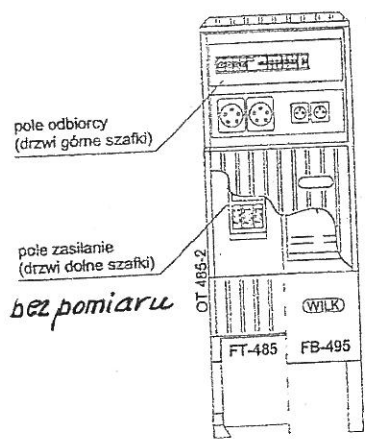 pole odbiorcy
(drzwi górne szafki)
pole zasilanie
(drzwi dolne szafki)
bez pomiaru
OT 485-2
WILK
FT-485
FB-495